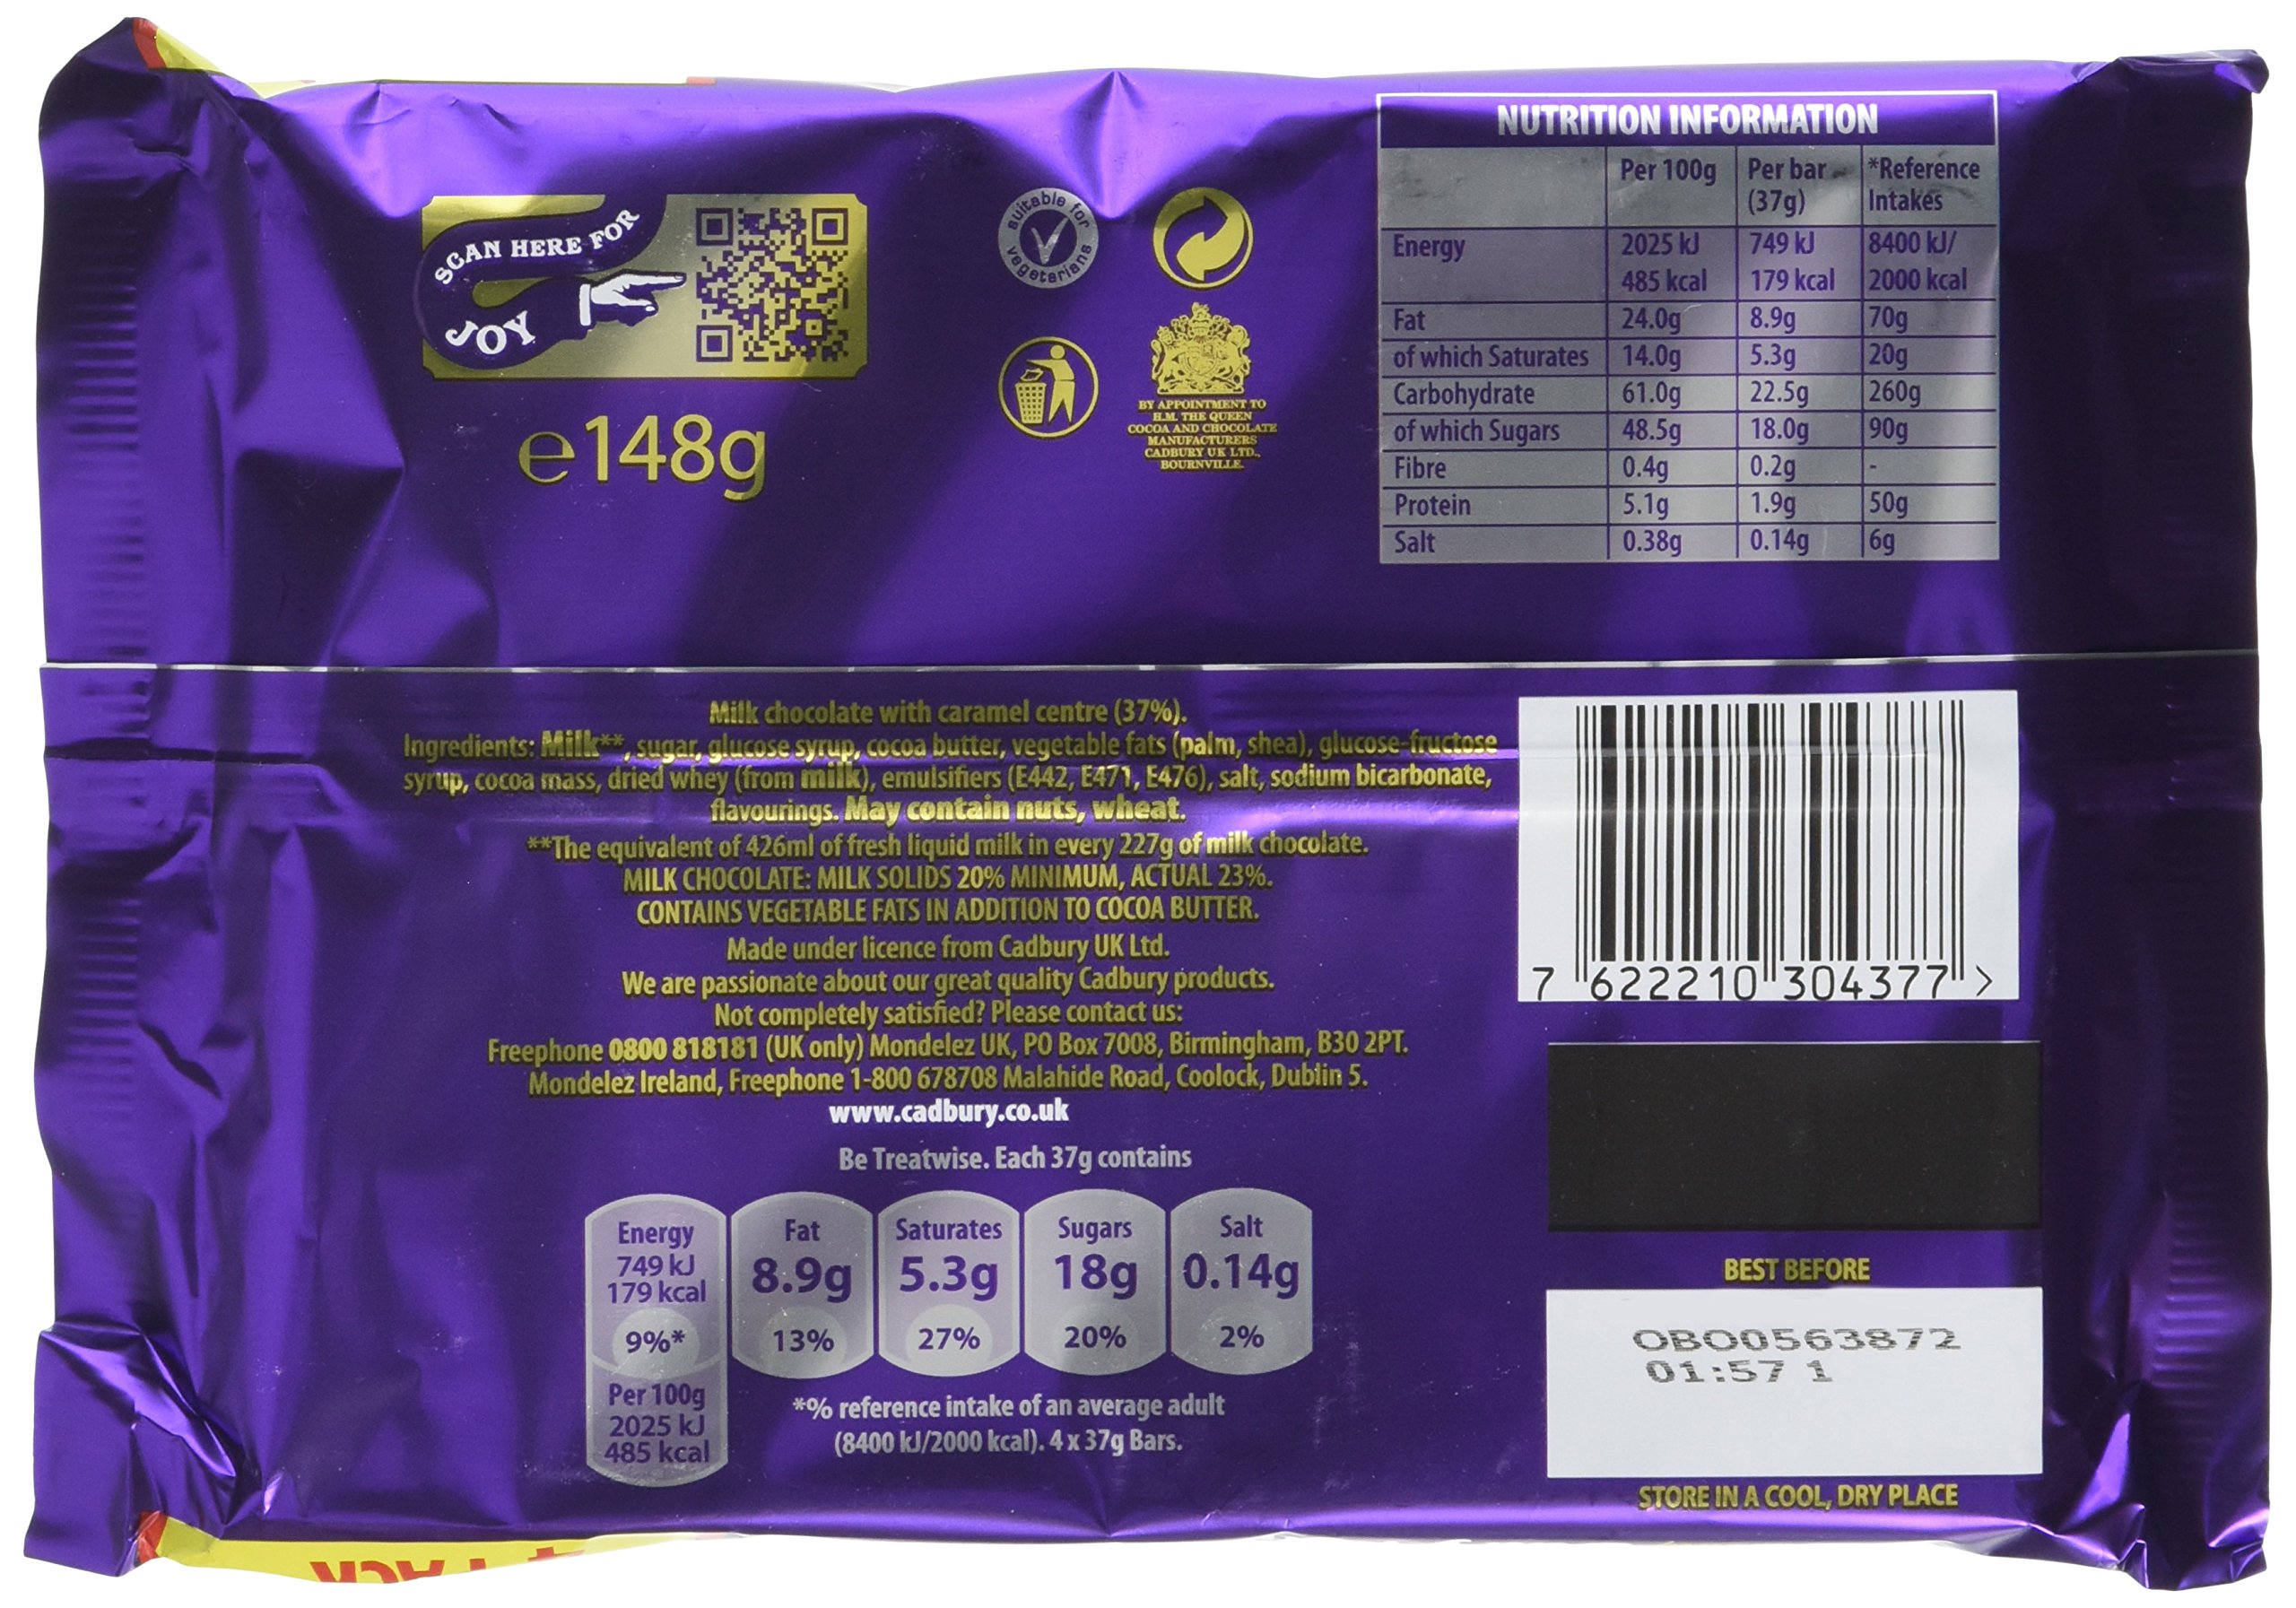 SCAN HERE FOR
JOY
e148g
suitable for
vegetarians
BY APPOINTMENT TO
H.M. THE QUEEN
COCOA AND CHOCOLATE
MANUFACTURERS
CADBURY UK LTD.,
BOURNVILLE.
NUTRITION INFORMATION
Per 100g Per bar (37g) *Reference Intakes
Energy 2025 kJ 749 kJ 8400 kJ/
485 kcal 179 kcal 2000 kcal
Fat 24.0g 8.9g 70g
of which Saturates 14.0g 5.3g 20g
Carbohydrate 61.0g 22.5g 260g
of which Sugars 48.5g 18.0g 90g
Fibre 0.4g 0.2g -
Protein 5.1g 1.9g 50g
Salt 0.38g 0.14g 6g
Milk chocolate with caramel centre (37%).
Ingredients: Milk**, sugar, glucose syrup, cocoa butter, vegetable fats (palm, shea), glucose-fructose
syrup, cocoa mass, dried whey (from milk), emulsifiers (E442, E471, E476), salt, sodium bicarbonate,
flavourings. May contain nuts, wheat.
**The equivalent of 426ml of fresh liquid milk in every 227g of milk chocolate.
MILK CHOCOLATE: MILK SOLIDS 20% MINIMUM, ACTUAL 23%.
CONTAINS VEGETABLE FATS IN ADDITION TO COCOA BUTTER.
Made under licence from Cadbury UK Ltd.
We are passionate about our great quality Cadbury products.
Not completely satisfied? Please contact us:
Freephone 0800 818181 (UK only) Mondelez UK, PO Box 7008, Birmingham, B30 2PT.
Mondelez Ireland, Freephone 1-800 678708 Malahide Road, Coolock, Dublin 5.
www.cadbury.co.uk
Be Treatwise. Each 37g contains
Energy Fat Saturates Sugars Salt
749 kJ
179 kcal 8.9g 5.3g 18g 0.14g
9%* 13% 27% 20% 2%
Per 100g
2025 kJ
485 kcal
*% reference intake of an average adult
(8400 kJ/2000 kcal). 4 x 37g Bars.
7 622210 304377 >
BEST BEFORE
OBO0563872
01:57 1
STORE IN A COOL, DRY PLACE